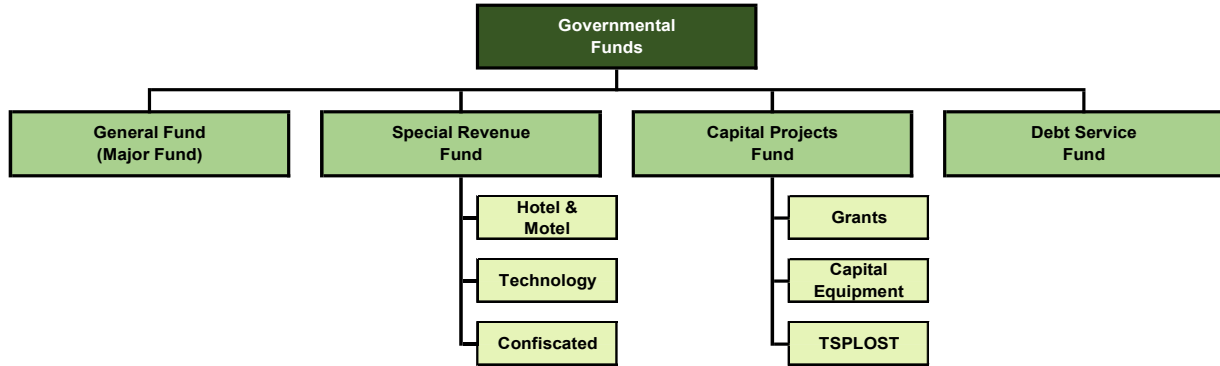 Governmental
Funds
General Fund
(Major Fund)
Special Revenue
Fund
Capital Projects
Fund
Debt Service
Fund
Hotel &
Motel
Technology
Confiscated
Grants
Capital
Equipment
TSPLOST